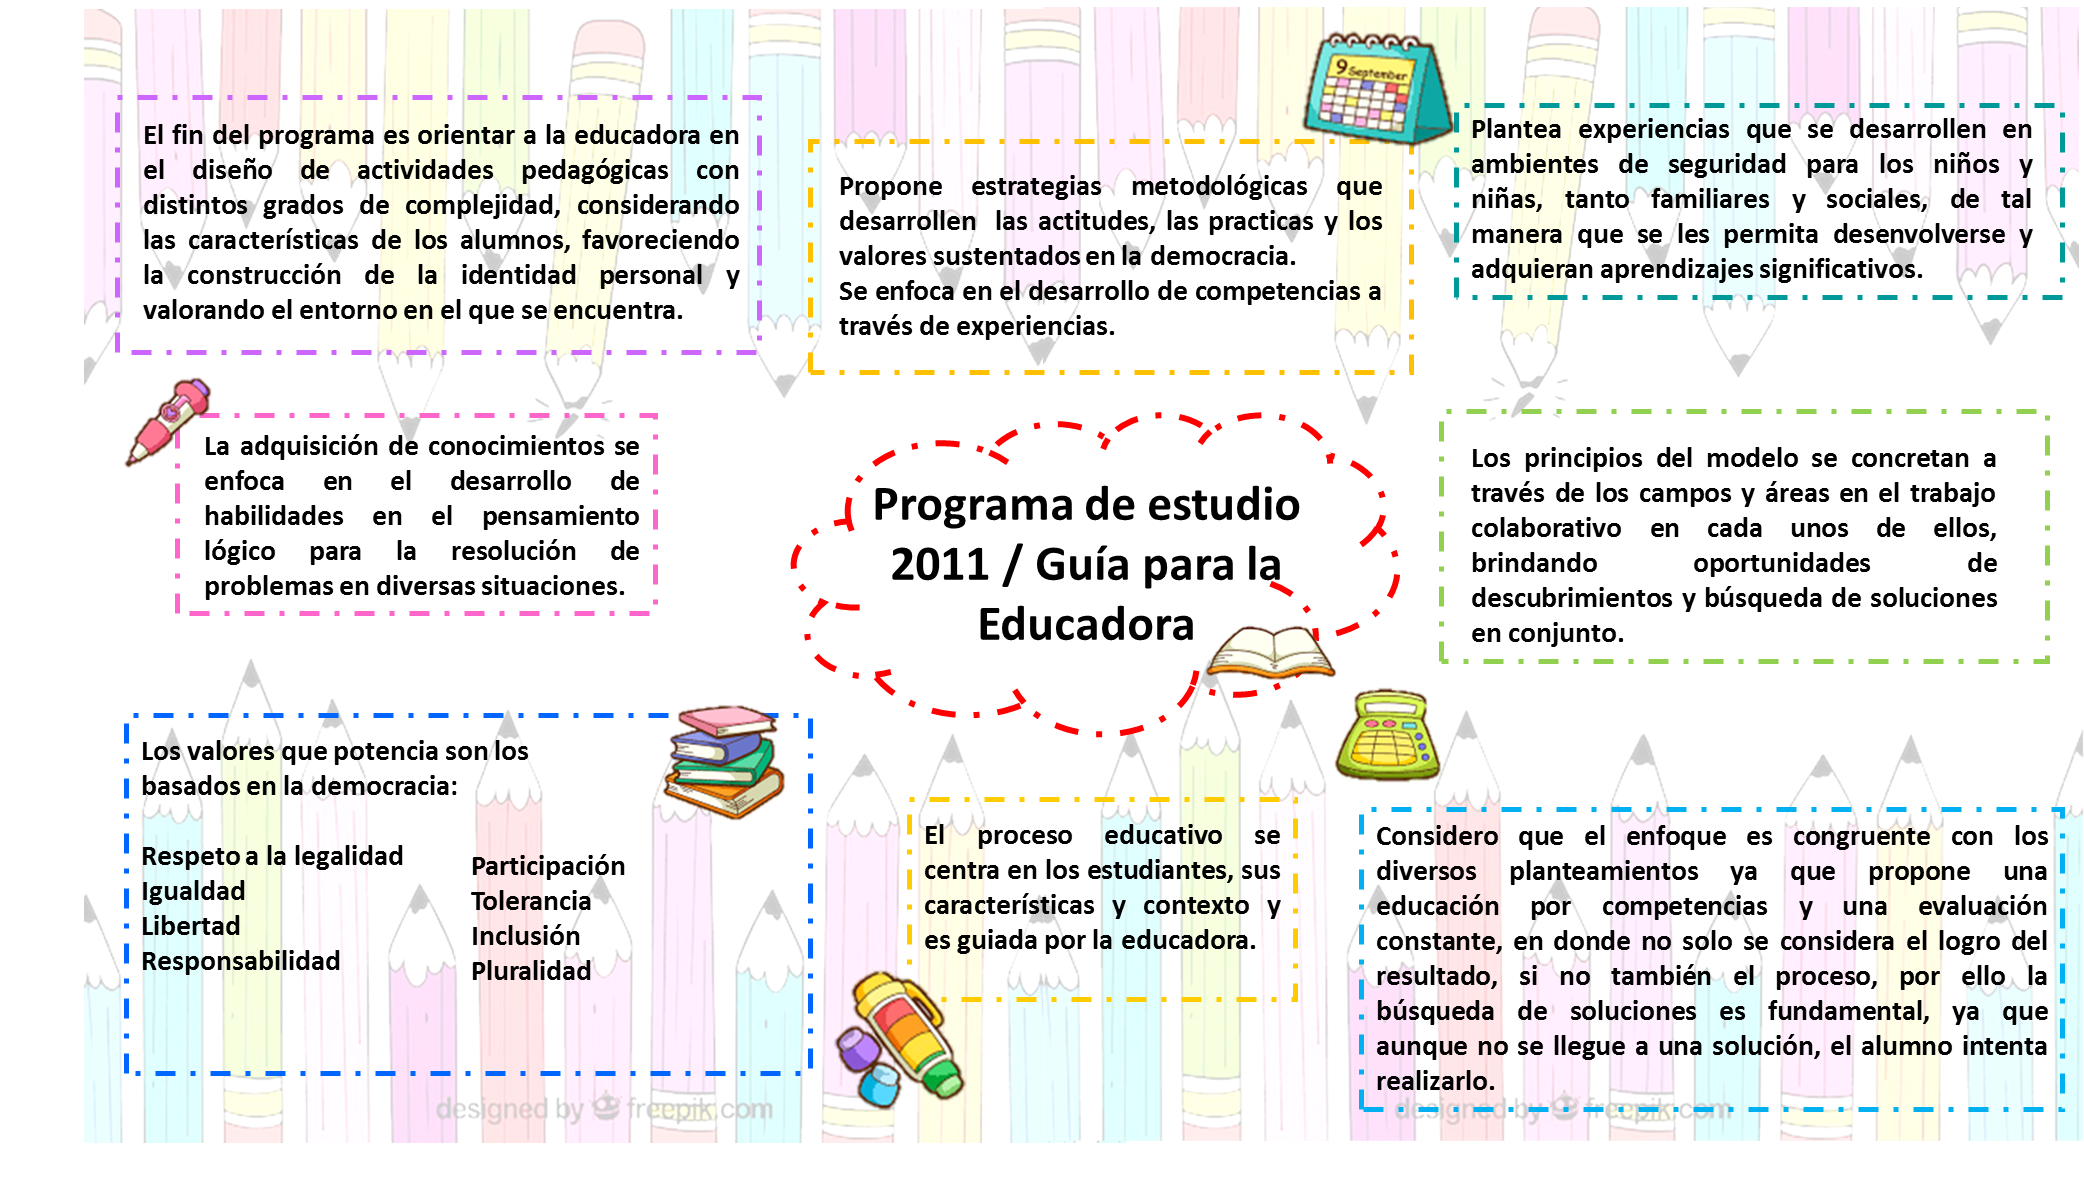 9 September
El fin del programa es orientar a la educadora en
el diseño de actividades pedagógicas con
distintos grados de complejidad, considerando
las características de los alumnos, favoreciendo
la construcción de la identidad personal y
valorando el entorno en el que se encuentra.
Propone estrategias metodológicas que
desarrollen las actitudes, las practicas y los
valores sustentados en la democracia.
Se enfoca en el desarrollo de competencias a
través de experiencias.
Plantea experiencias que se desarrollen en
ambientes de seguridad para los niños y
niñas, tanto familiares y sociales, de tal
manera que se les permita desenvolverse y
adquieran aprendizajes significativos.
La adquisición de conocimientos se
enfoca en el desarrollo de
habilidades en el pensamiento
lógico para la resolución de
problemas en diversas situaciones.
Programa de estudio
2011 / Guía para la
Educadora
Los principios del modelo se concretan a
través de los campos y áreas en el trabajo
colaborativo en cada unos de ellos,
brindando oportunidades de
descubrimientos y búsqueda de soluciones
en conjunto.
Los valores que potencia son los
basados en la democracia:
Respeto a la legalidad
Igualdad
Libertad
Responsabilidad
Participación
Tolerancia
Inclusión
Pluralidad
El proceso educativo se
centra en los estudiantes, sus
características y contexto y
es guiada por la educadora.
Considero que el enfoque es congruente con los
diversos planteamientos ya que propone una
educación por competencias y una evaluación
constante, en donde no solo se considera el logro del
resultado, si no también el proceso, por ello la
búsqueda de soluciones es fundamental, ya que
aunque no se llegue a una solución, el alumno intenta
realizarlo.
designed by freepik.com
designed by freepik.com